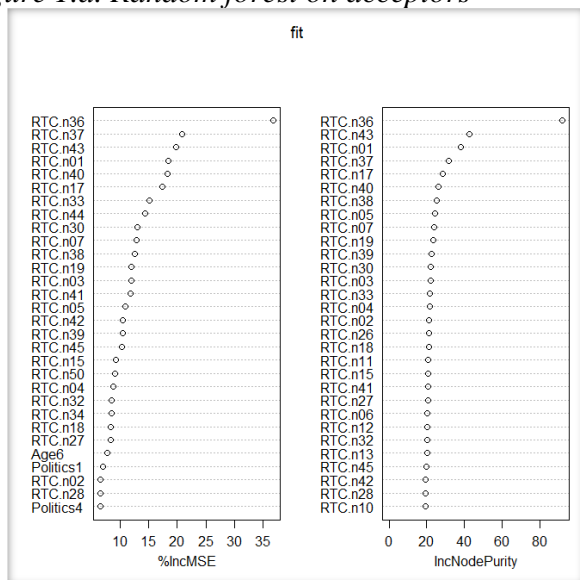 gure 1.a. Random forest on acceptors
fit
RTC.n36
RTC.n37
RTC.n43
RTC.n01
RTC.n40
RTC.n17
RTC.n33
RTC.n44
RTC.n30
RTC.n07
RTC.n38
RTC.n19
RTC.n03
RTC.n41
RTC.n05
RTC.n42
RTC.n39
RTC.n45
RTC.n15
RTC.n50
RTC.n04
RTC.n32
RTC.n34
RTC.n18
RTC.n27
Age6
Politics1
RTC.n02
RTC.n28
Politics4
10 15 20 25 30 35
%IncMSE
RTC.n36
RTC.n43
RTC.n01
RTC.n37
RTC.n17
RTC.n40
RTC.n38
RTC.n05
RTC.n07
RTC.n19
RTC.n39
RTC.n30
RTC.n03
RTC.n33
RTC.n04
RTC.n02
RTC.n26
RTC.n18
RTC.n11
RTC.n15
RTC.n41
RTC.n27
RTC.n06
RTC.n12
RTC.n32
RTC.n13
RTC.n45
RTC.n42
RTC.n28
RTC.n10
0 20 40 60 80
IncNodePurity